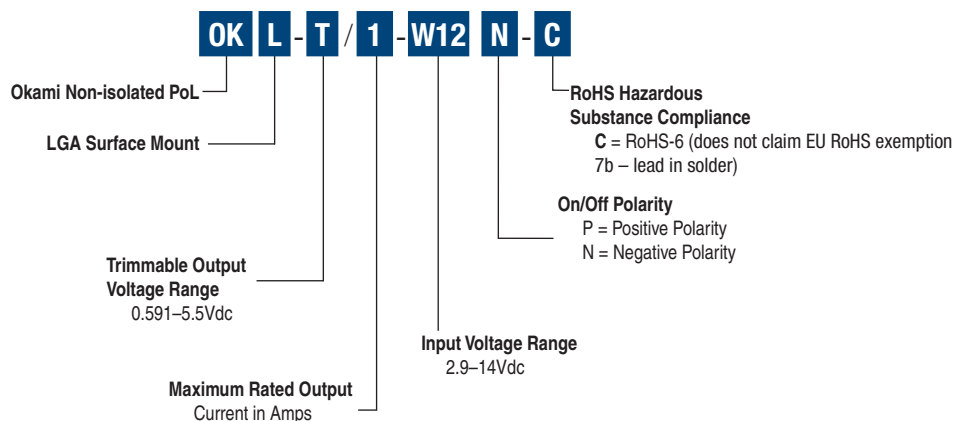 OK L - T / 1 - W12 N - C
Okami Non-isolated PoL
LGA Surface Mount
Trimmable Output
Voltage Range
0.591–5.5Vdc
Maximum Rated Output
Current in Amps
Input Voltage Range
2.9–14Vdc
On/Off Polarity
P = Positive Polarity
N = Negative Polarity
RoHS Hazardous
Substance Compliance
C = RoHS-6 (does not claim EU RoHS exemption
7b – lead in solder)